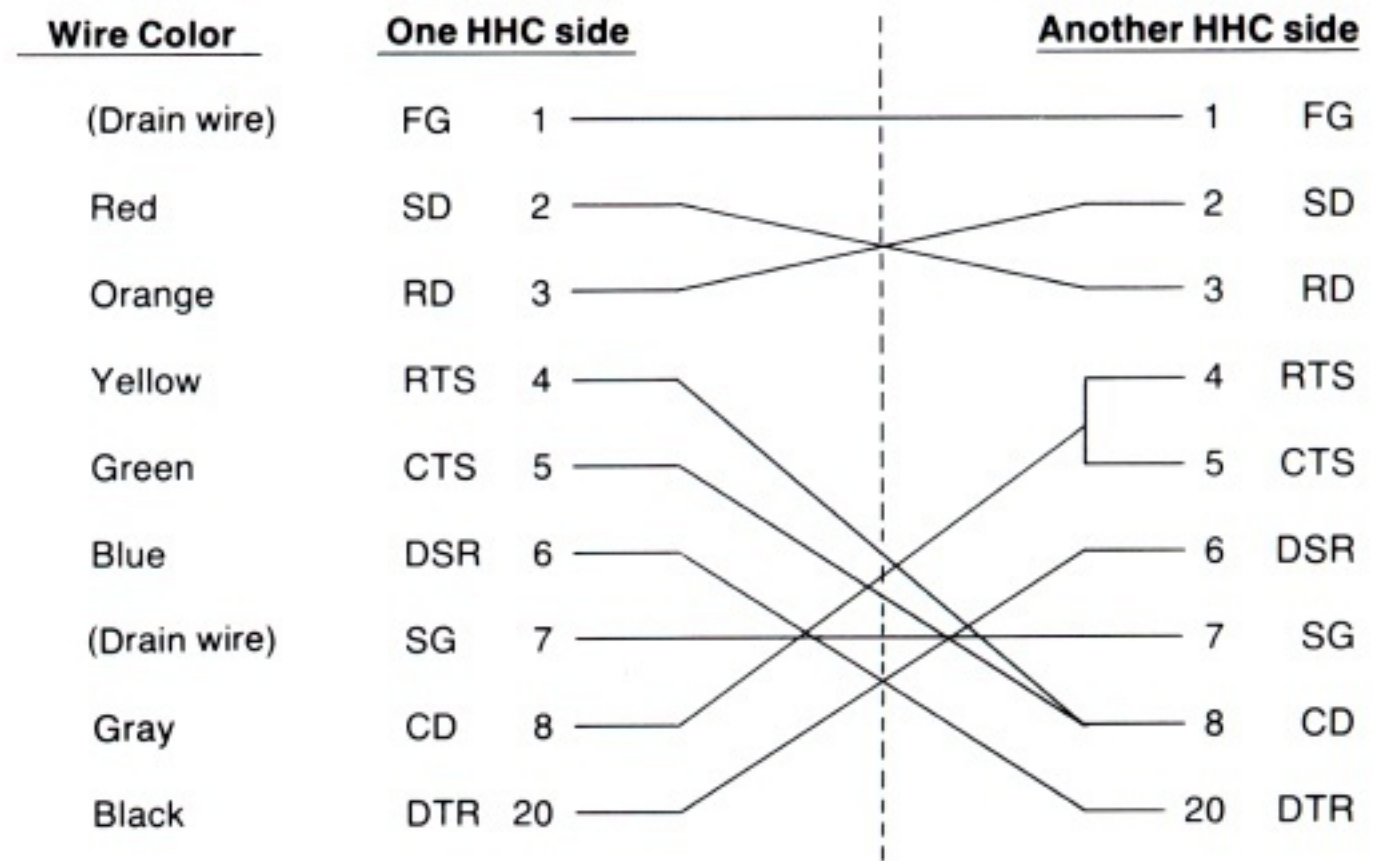 Wire Color One HHC side Another HHC side
(Drain wire) FG 1 1 FG
Red SD 2 2 SD
Orange RD 3 3 RD
Yellow RTS 4 4 RTS
Green CTS 5 5 CTS
Blue DSR 6 6 DSR
(Drain wire) SG 7 7 SG
Gray CD 8 8 CD
Black DTR 20 20 DTR